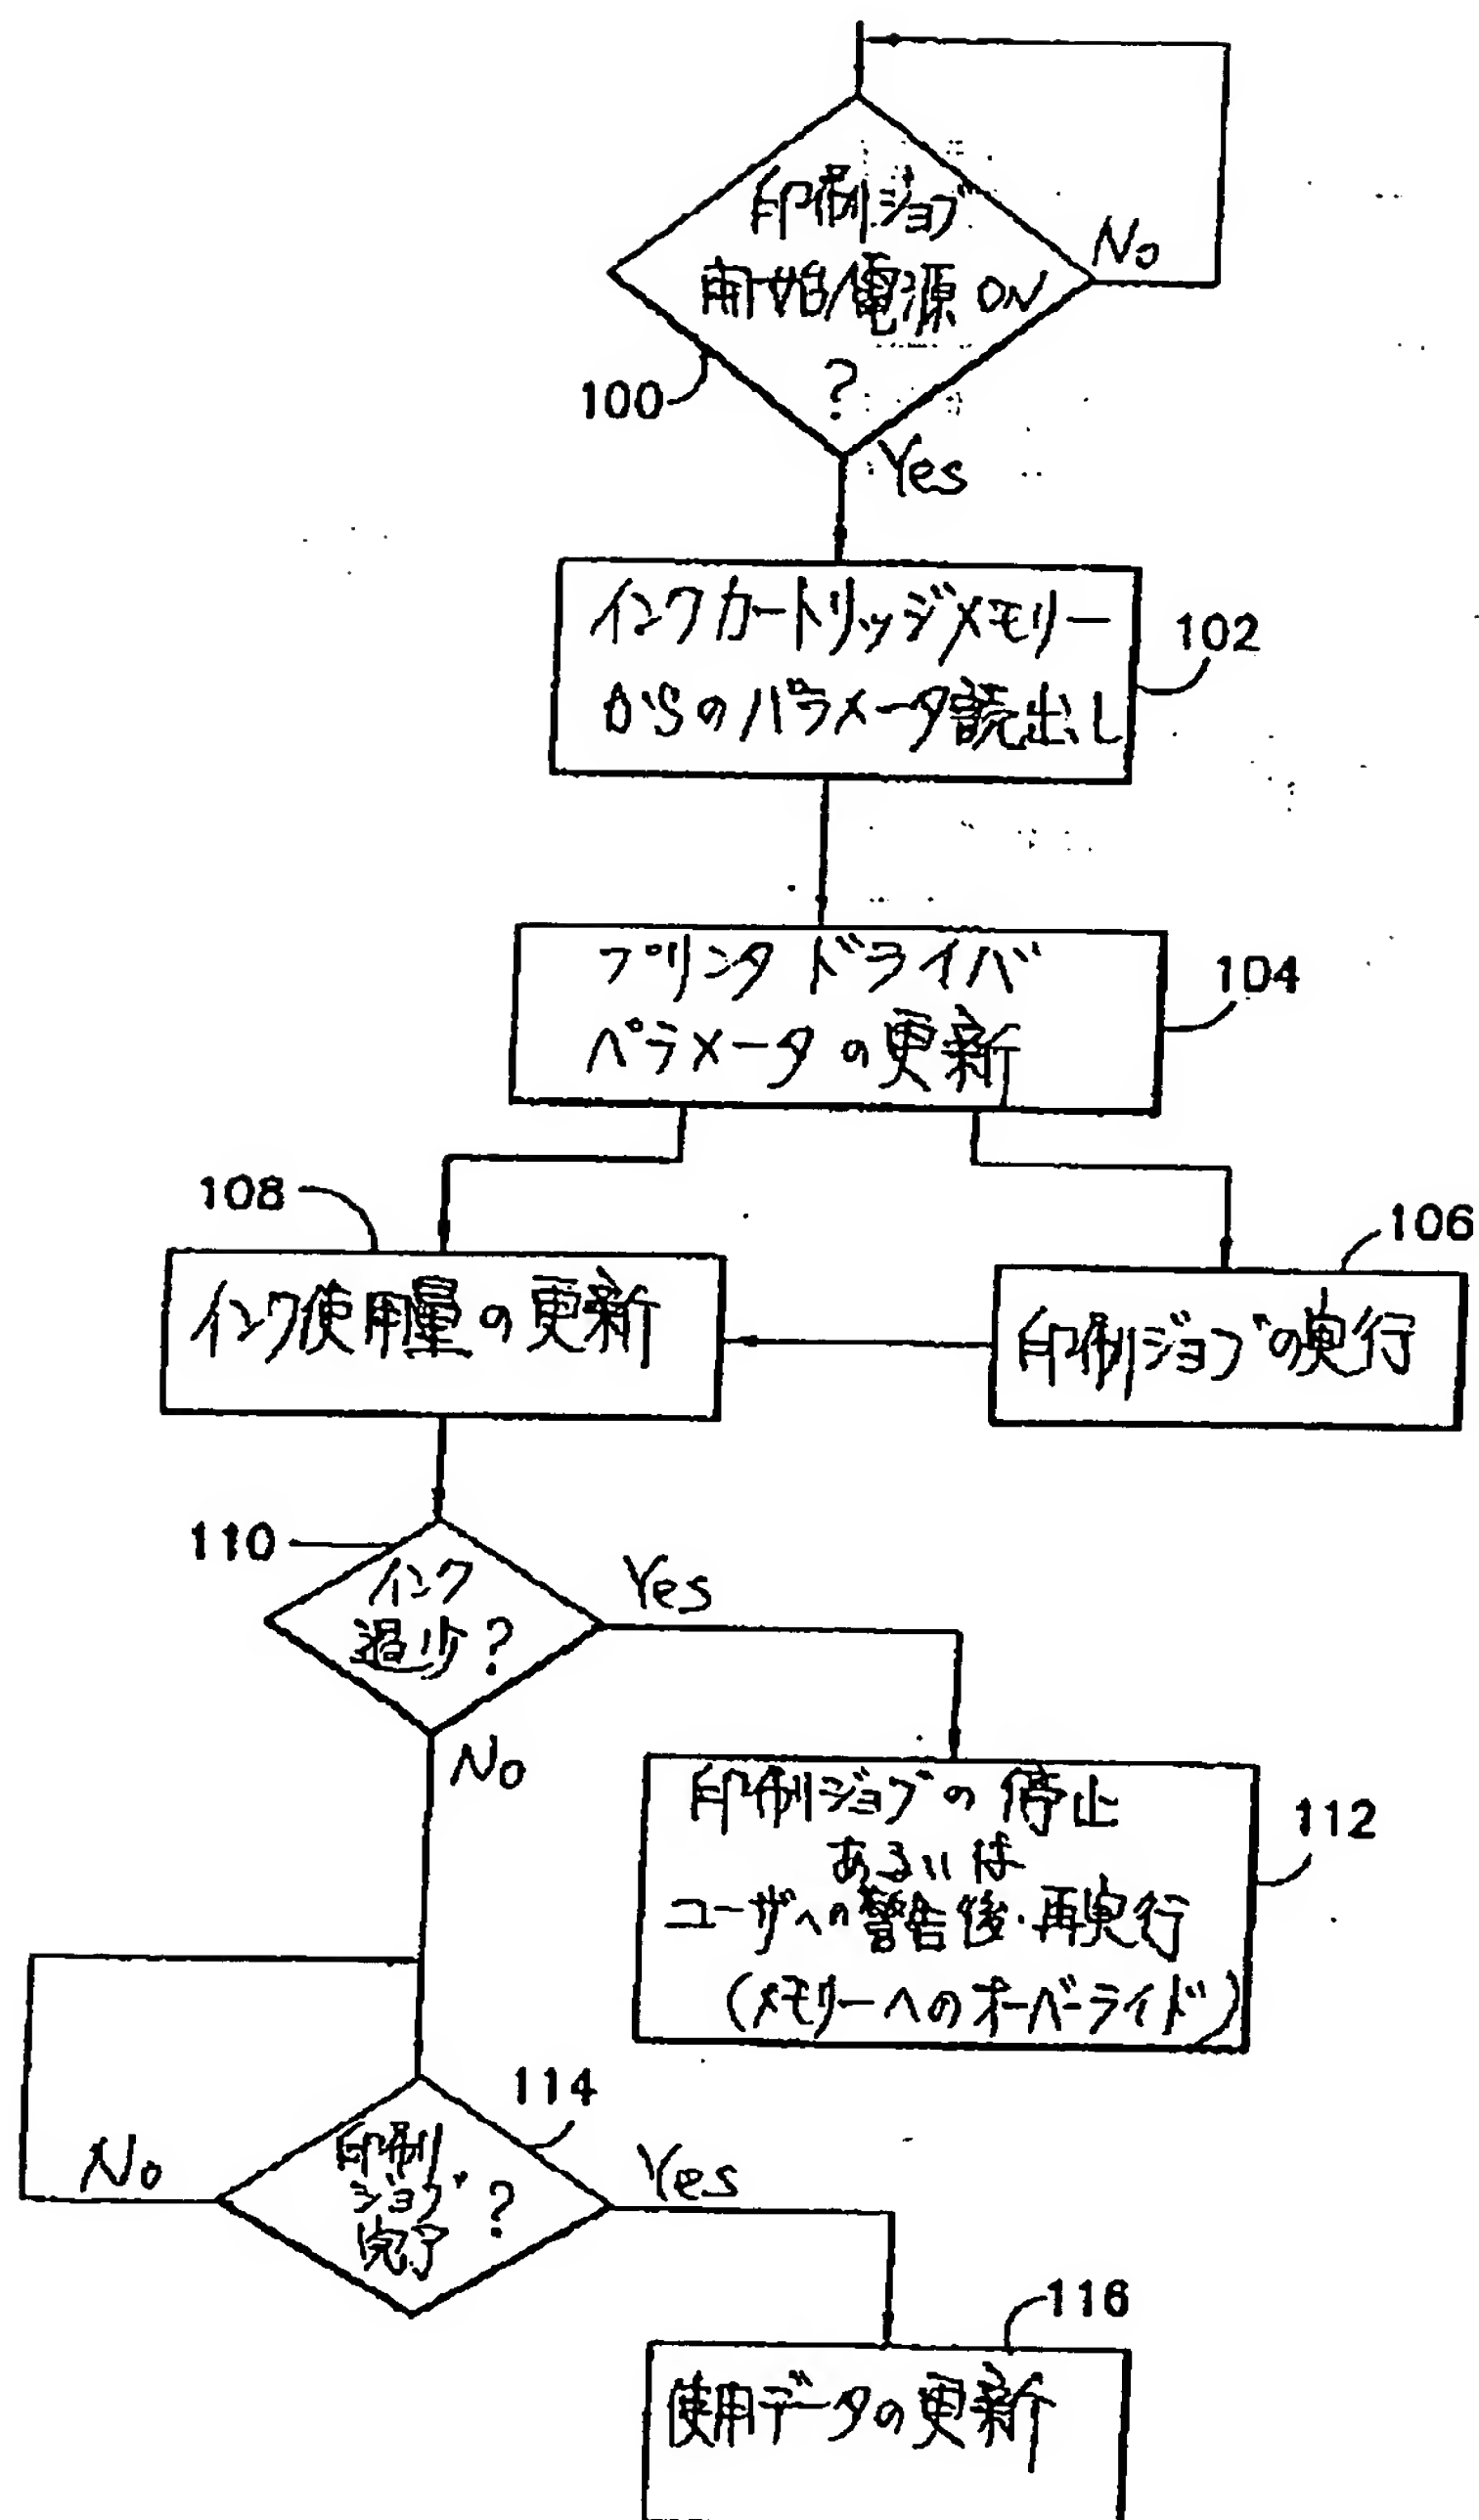 印刷ジョブ
開始/電源ON
?
No
100
Yes
インクカートリッジメモリー
からのパラメータ読出し
102
プリンタドライバ
パラメータの更新
104
108
インク使用量の更新
106
印刷ジョブの実行
110
インク
過少?
Yes
No
印刷ジョブの停止
あるいは
ユーザへの警告後・再実行
(メモリーへのオーバーライド)
112
114
印刷
ジョブ
完了
?
No
Yes
116
使用データの更新